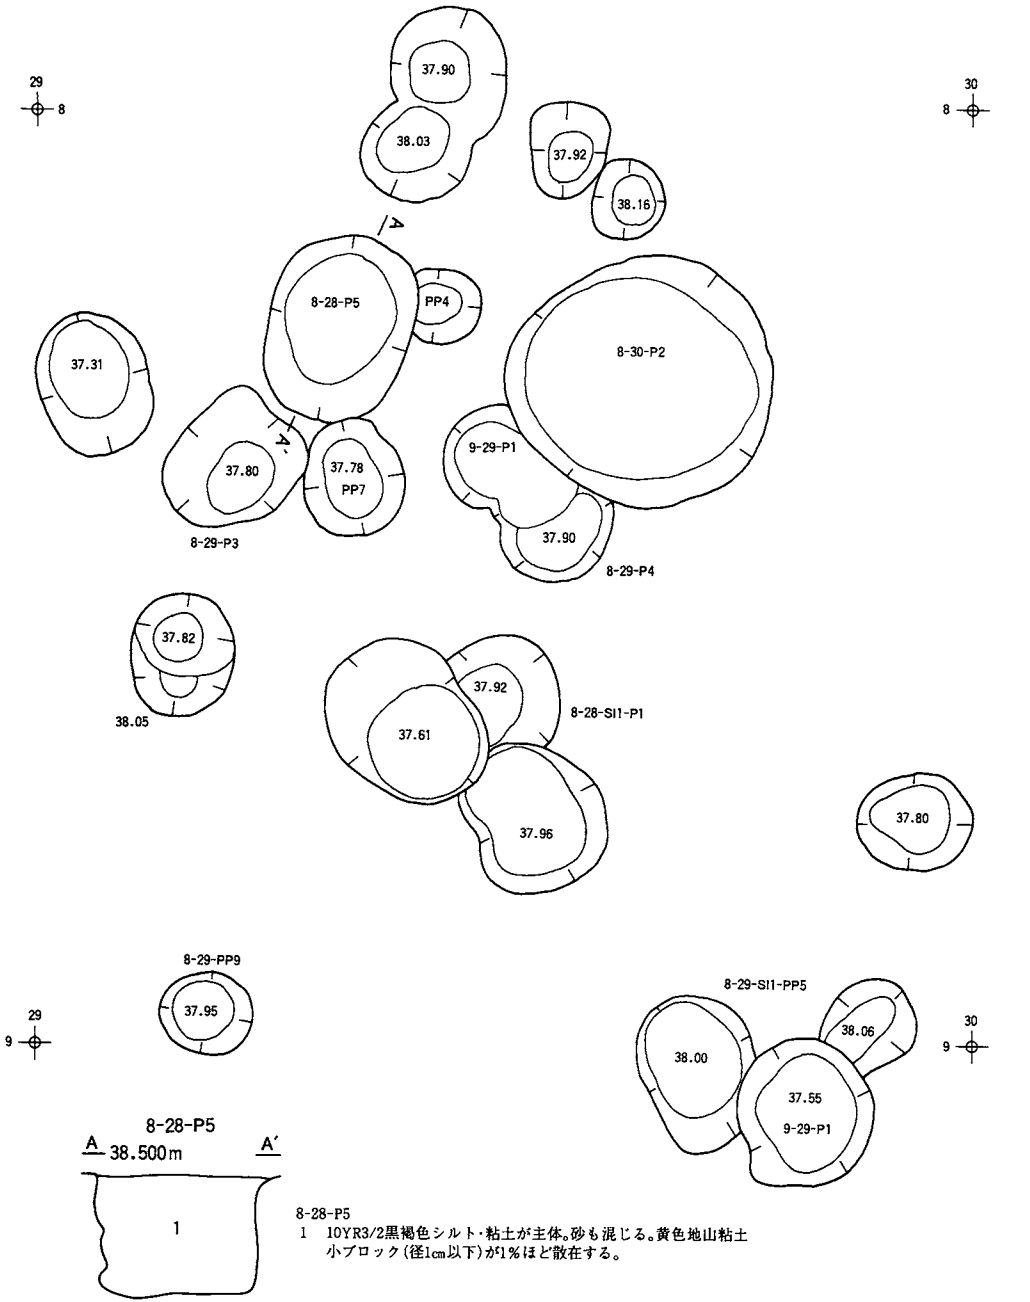 37.90
29
30
8
8
38.03
37.92
38.16
A
8-28-P5
PP4
8-30-P2
37.31
A'
9-29-P1
37.80
37.78
PP7
8-29-P3
37.90
8-29-P4
37.82
38.05
37.92
8-28-SI1-P1
37.61
37.96
37.80
8-29-PP9
37.95
8-29-SI1-PP5
29
9
30
9
38.06
38.00
37.55
9-29-P1
8-28-P5
A 38.500m A'
1
8-28-P5
1 10YR3/2黒褐色シルト・粘土が主体。砂も混じる。黄色地山粘土
小ブロック(径1cm以下)が1%ほど散在する。